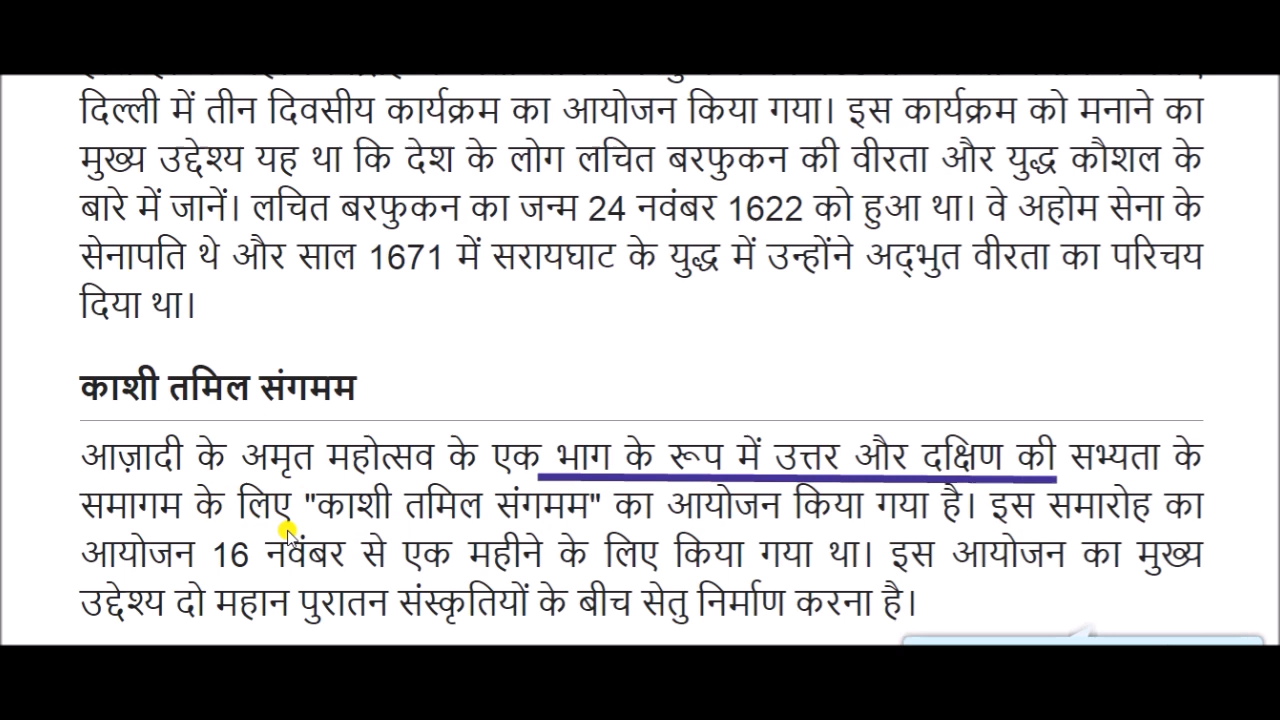 दिल्ली में तीन दिवसीय कार्यक्रम का आयोजन किया गया। इस कार्यक्रम को मनाने का
मुख्य उद्देश्य यह था कि देश के लोग लचित बरफुकन की वीरता और युद्ध कौशल के
बारे में जानें। लचित बरफुकन का जन्म 24 नवंबर 1622 को हुआ था। वे अहोम सेना के
सेनापति थे और साल 1671 में सरायघाट के युद्ध में उन्होंने अद्भुत वीरता का परिचय
दिया था।
काशी तमिल संगमम
आज़ादी के अमृत महोत्सव के एक भाग के रूप में उत्तर और दक्षिण की सभ्यता के
समागम के लिए "काशी तमिल संगमम" का आयोजन किया गया है। इस समारोह का
आयोजन 16 नवंबर से एक महीने के लिए किया गया था। इस आयोजन का मुख्य
उद्देश्य दो महान पुरातन संस्कृतियों के बीच सेतु निर्माण करना है।